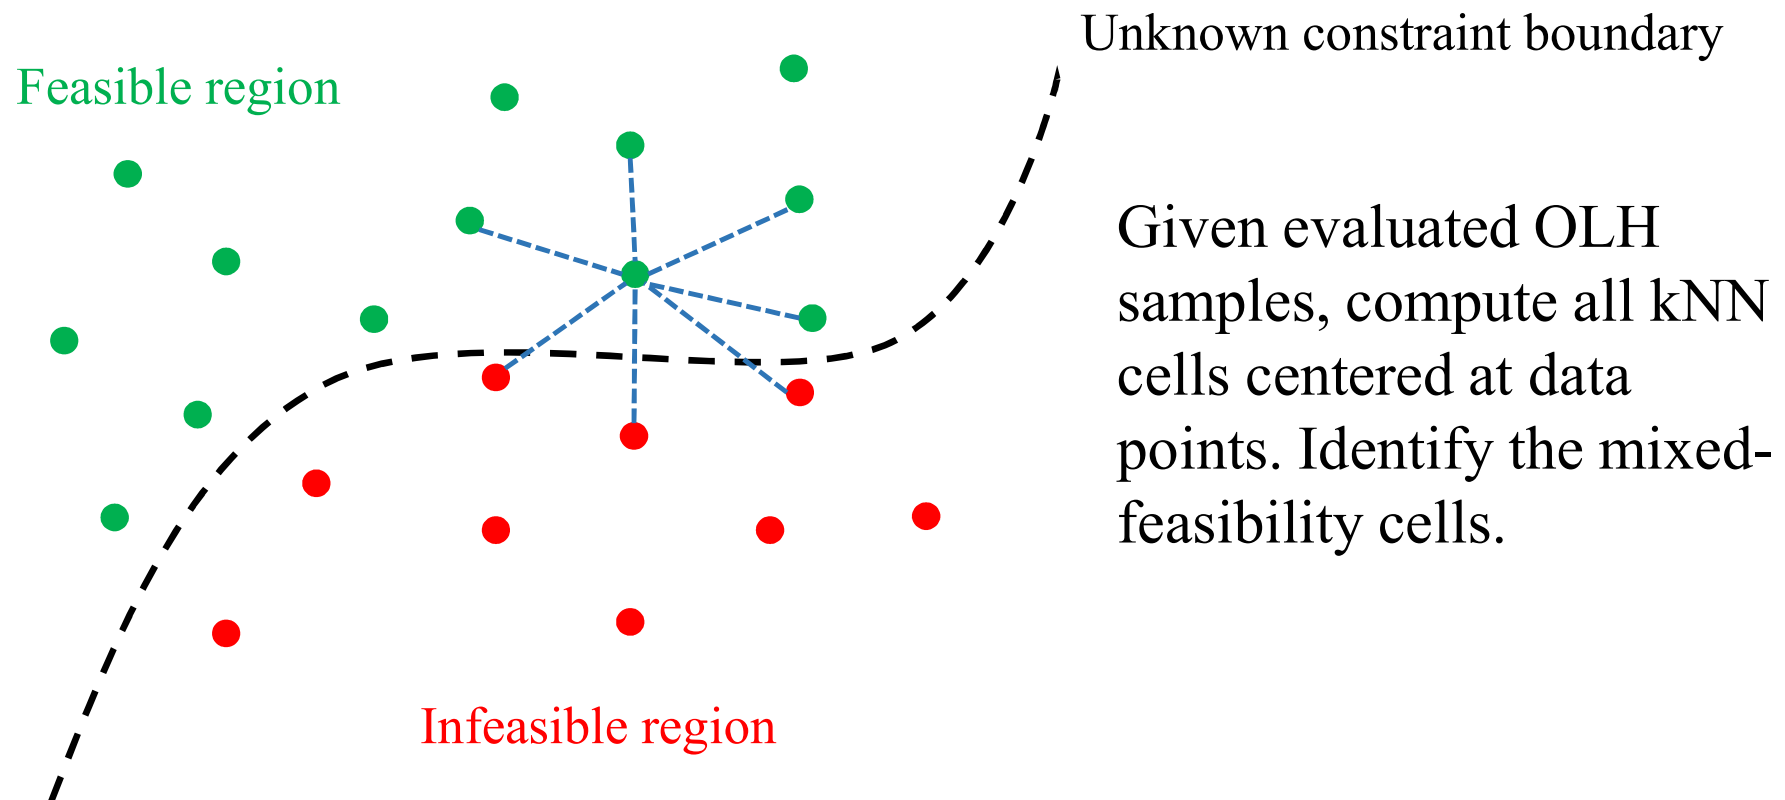 Unknown constraint boundary
Feasible region
Given evaluated OLH
samples, compute all kNN
cells centered at data
points. Identify the mixed-
feasibility cells.
Infeasible region